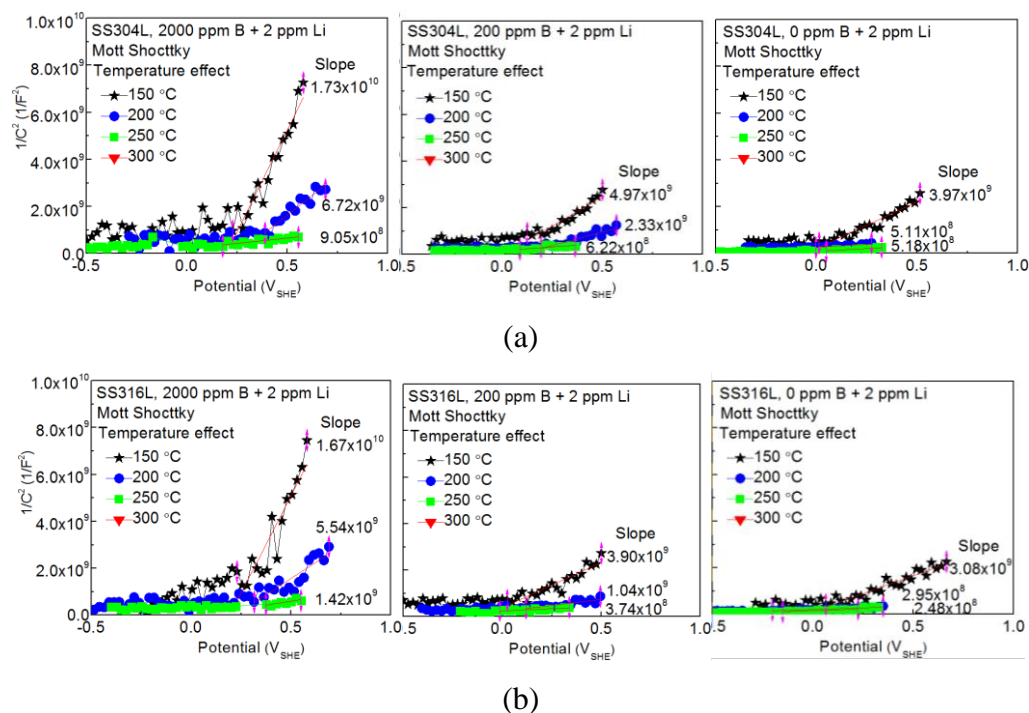 SS304L, 2000 ppm B + 2 ppm Li
Mott Shocttky
Temperature effect
150 °C
200 °C
250 °C
300 °C
Slope
1.73x10^10
6.72x10^9
9.05x10^8
1.0x10^10
8.0x10^9
6.0x10^9
4.0x10^9
2.0x10^9
0.0
1/C^2 (1/F^2)
-0.5 0.0 0.5 1.0
Potential (V_SHE)
SS304L, 200 ppm B + 2 ppm Li
Mott Shocttky
Temperature effect
150 °C
200 °C
250 °C
300 °C
Slope
4.97x10^9
2.33x10^9
6.22x10^8
0.5 0.0 0.5 1.0
Potential (V_SHE)
SS304L, 0 ppm B + 2 ppm Li
Mott Shocttky
Temperature effect
150 °C
200 °C
250 °C
300 °C
Slope
3.97x10^9
5.11x10^8
5.18x10^8
0.5 0.0 0.5 1.0
Potential (V_SHE)
(a)
SS316L, 2000 ppm B + 2 ppm Li
Mott Shocttky
Temperature effect
150 °C
200 °C
250 °C
300 °C
Slope
1.67x10^10
5.54x10^9
1.42x10^9
1.0x10^10
8.0x10^9
6.0x10^9
4.0x10^9
2.0x10^9
0.0
1/C^2 (1/F^2)
-0.5 0.0 0.5 1.0
Potential (V_SHE)
SS316L, 200 ppm B + 2 ppm Li
Mott Shocttky
Temperature effect
150 °C
200 °C
250 °C
300 °C
Slope
3.90x10^9
1.04x10^9
3.74x10^8
-0.5 0.0 0.5 1.0
Potential (V_SHE)
SS316L, 0 ppm B + 2 ppm Li
Mott Shocttky
Temperature effect
150 °C
200 °C
250 °C
300 °C
Slope
3.08x10^9
2.95x10^8
2.48x10^8
-0.5 0.0 0.5 1.0
Potential (V_SHE)
(b)